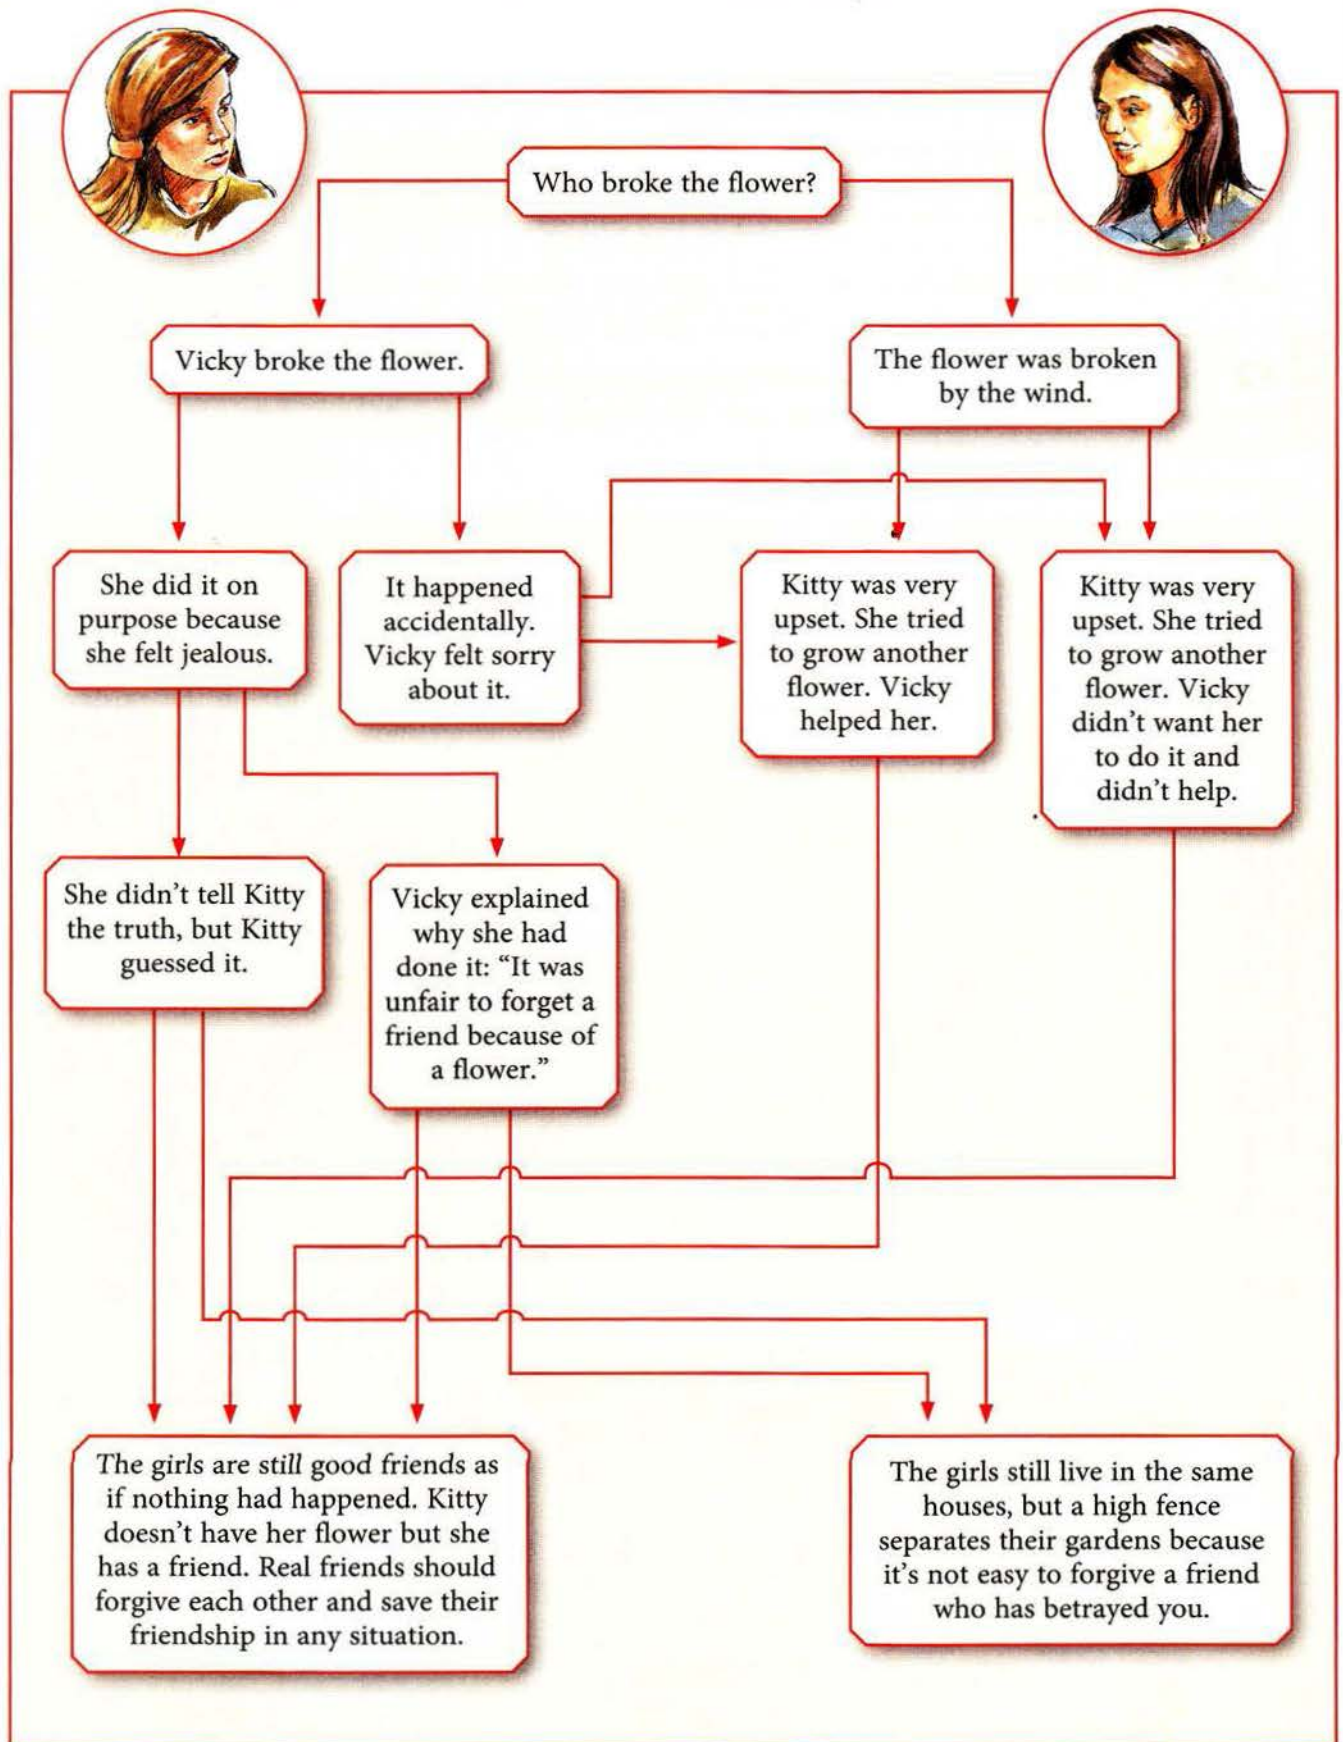 Who broke the flower?
Vicky broke the flower.
The flower was broken
by the wind.
She did it on
purpose because
she felt jealous.
It happened
accidentally.
Vicky felt sorry
about it.
Kitty was very
upset. She tried
to grow another
flower. Vicky
helped her.
Kitty was very
upset. She tried
to grow another
flower. Vicky
didn't want her
to do it and
didn't help.
She didn't tell Kitty
the truth, but Kitty
guessed it.
Vicky explained
why she had
done it: “It was
unfair to forget a
friend because of
a flower.”
The girls are still good friends as
if nothing had happened. Kitty
doesn't have her flower but she
has a friend. Real friends should
forgive each other and save their
friendship in any situation.
The girls still live in the same
houses, but a high fence
separates their gardens because
it's not easy to forgive a friend
who has betrayed you.